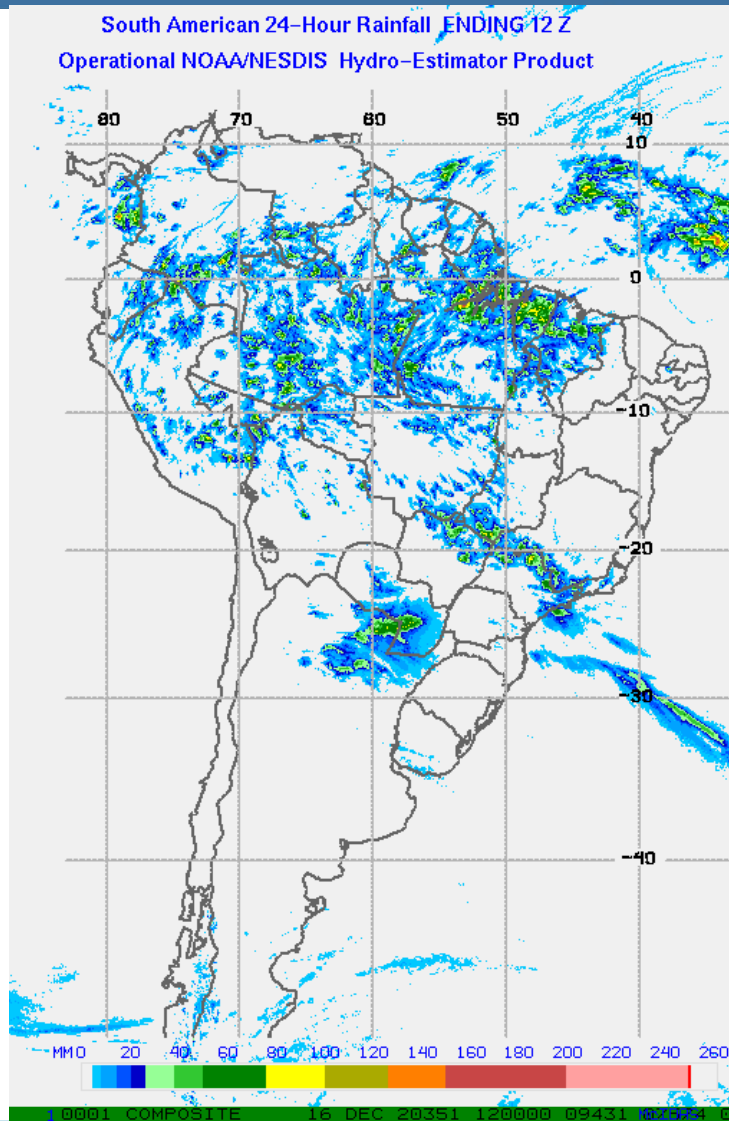 South American 24-Hour Rainfall ENDING 12 Z
Operational NOAA/NESDIS Hydro-Estimator Product
80 70 60 50 40
10
0
-10
-20
-30
-40
MM0 20 40 60 80 100 120 140 160 180 200 220 240 260
1 0001 COMPOSITE 16 DEC 20351 120000 09431